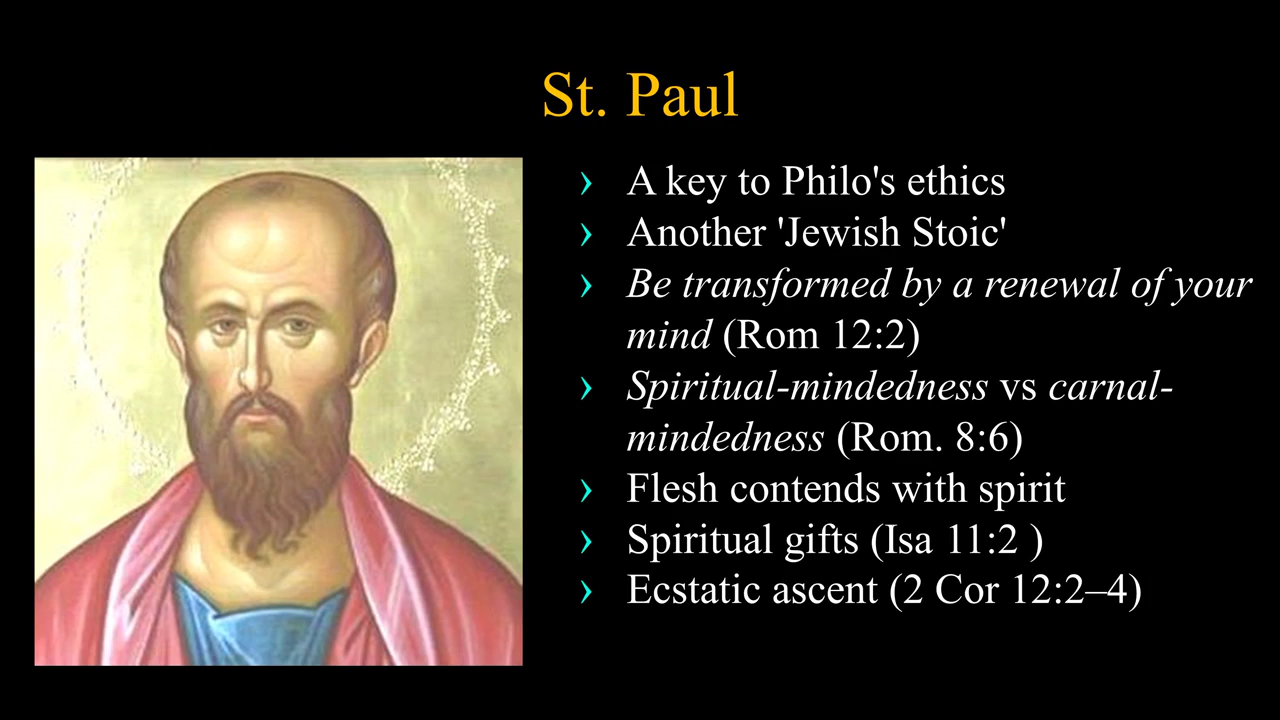 St. Paul
› A key to Philo's ethics
› Another 'Jewish Stoic'
› Be transformed by a renewal of your
mind (Rom 12:2)
› Spiritual-mindedness vs carnal-
mindedness (Rom. 8:6)
› Flesh contends with spirit
› Spiritual gifts (Isa 11:2 )
› Ecstatic ascent (2 Cor 12:2–4)